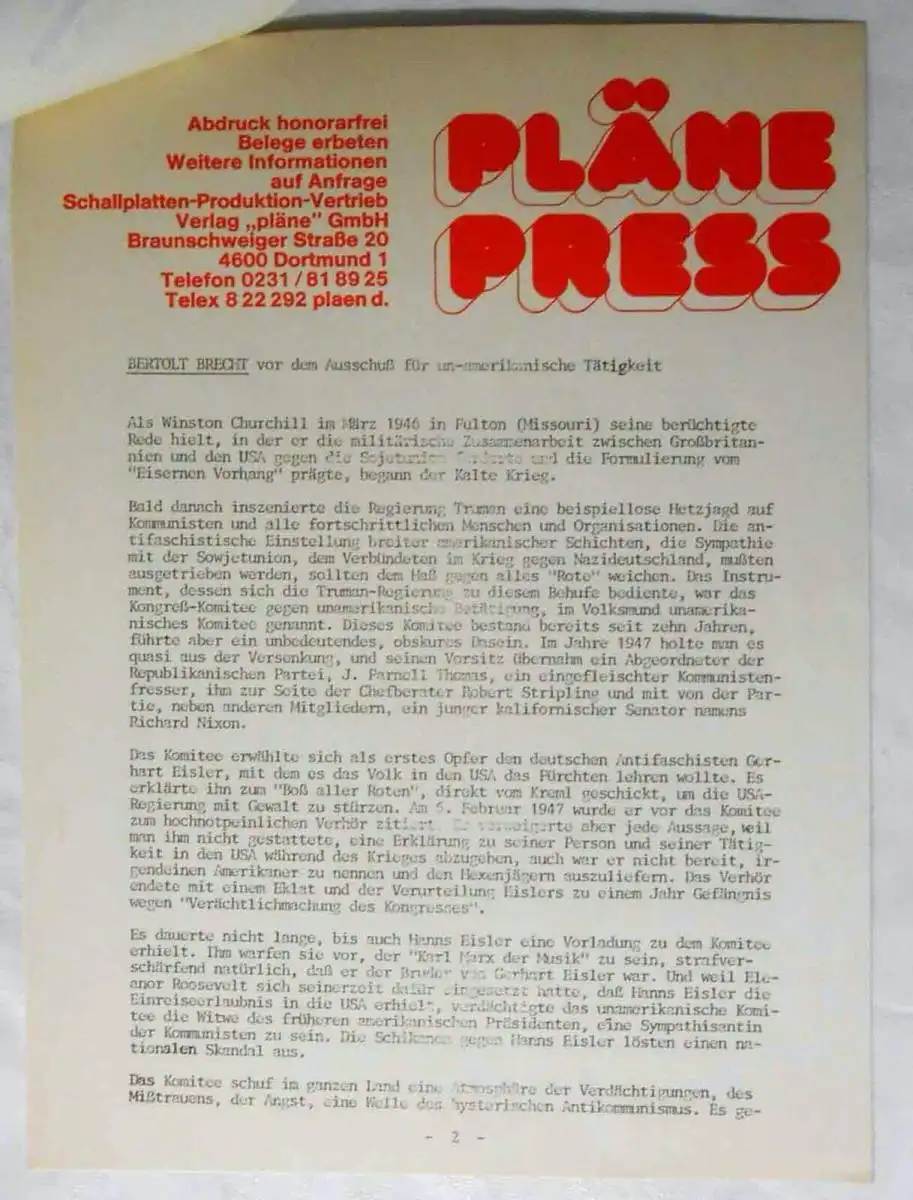 Abdruck honorarfrei
Belege erbeten
Weitere Informationen
auf Anfrage
Schallplatten-Produktion-Vertrieb
Verlag „pläne" GmbH
Braunschweiger Straße 20
4600 Dortmund 1
Telefon 0231/81 89 25
Telex 8 22 292 plaen d.
PLÄNE
PRESS
BERTOLT BRECHT vor dem Ausschuß für un-amerikanische Tätigkeit
Als Winston Churchill im März 1946 in Fulton (Missouri) seine berüchtigte
Rede hielt, in der er die militärische Zusammenarbeit zwischen Großbritan-
nien und den USA gegen die Sojetunion forderte und die Formulierung vom
"Eisernen Vorhang" prägte, begann der Kalte Krieg.
Bald danach inszenierte die Regierung Truman eine beispiellose Hetzjagd auf
Kommunisten und alle fortschrittlichen Menschen und Organisationen. Die an-
tifaschistische Einstellung breiter amerikanischer Schichten, die Sympathie
mit der Sowjetunion, dem Verbündeten im Krieg gegen Nazideutschland, mußten
ausgetrieben werden, sollten dem Haß gegen alles "Rote" weichen. Das Instru-
ment, dessen sich die Truman-Regierung zu diesem Behufe bediente, war das
Kongreß-Komitee gegen unamerikanische Betätigung, im Volksmund unamerika-
nisches Komitee genannt. Dieses Komitee bestand bereits seit zehn Jahren,
führte aber ein unbedeutendes, obskures Dasein. Im Jahre 1947 holte man es
quasi aus der Versenkung, und seinen Vorsitz übernahm ein Abgeordneter der
Republikanischen Partei, J. Parnell Thomas, ein eingefleischter Kommunisten-
fresser, ihm zur Seite der Chefberater Robert Stripling und mit von der Par-
tie, neben anderen Mitgliedern, ein junger kalifornischer Senator namens
Richard Nixon.
Das Komitee erwählte sich als erstes Opfer den deutschen Antifaschisten Ger-
hart Eisler, mit dem es das Volk in den USA das Fürchten lehren wollte. Es
erklärte ihn zum "Boß aller Roten", direkt vom Kreml geschickt, um die USA-
Regierung mit Gewalt zu stürzen. Am 6. Februar 1947 wurde er vor das Komitee
zum hochnotpeinlichen Verhör zitiert. Er verweigerte aber jede Aussage, weil
man ihm nicht gestattete, eine Erklärung zu seiner Person und seiner Tätig-
keit in den USA während des Krieges abzugeben, auch war er nicht bereit, ir-
gendeinen Amerikaner zu nennen und den Hexenjägern auszuliefern. Das Verhör
endete mit einem Eklat und der Verurteilung Eislers zu einem Jahr Gefängnis
wegen "Verächtlichmachung des Kongresses".
Es dauerte nicht lange, bis auch Hanns Eisler eine Vorladung zu dem Komitee
erhielt. Ihm warfen sie vor, der "Karl Marx der Musik" zu sein, strafver-
schärfend natürlich, daß er der Bruder von Gerhart Eisler war. Und weil Ele-
anor Roosevelt sich seinerzeit dafür eingesetzt hatte, daß Hanns Eisler die
Einreiseerlaubnis in die USA erhielt, verdächtigte das unamerikanische Komi-
tee die Witwe des früheren amerikanischen Präsidenten, eine Sympathisantin
der Kommunisten zu sein. Die Schikanen gegen Hanns Eisler lösten einen na-
tionalen Skandal aus.
Das Komitee schuf im ganzen Land eine Atmosphäre der Verdächtigungen, des
Mißtrauens, der Angst, eine Welle des hysterischen Antikommunismus. Es ge-
- 2 -